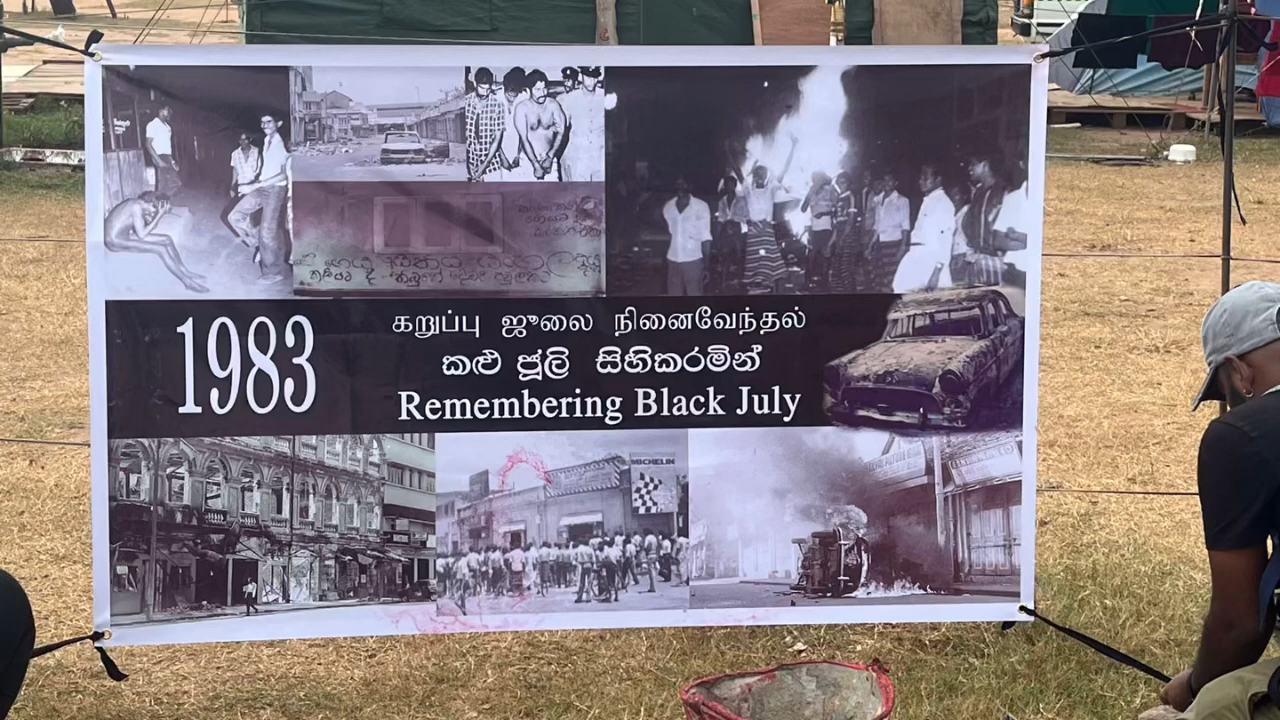 1983
கறுப்பு ஜுலை நினைவேந்தல்
කළු ජූලි සිහිකරමින්
Remembering Black July
MICHELIN